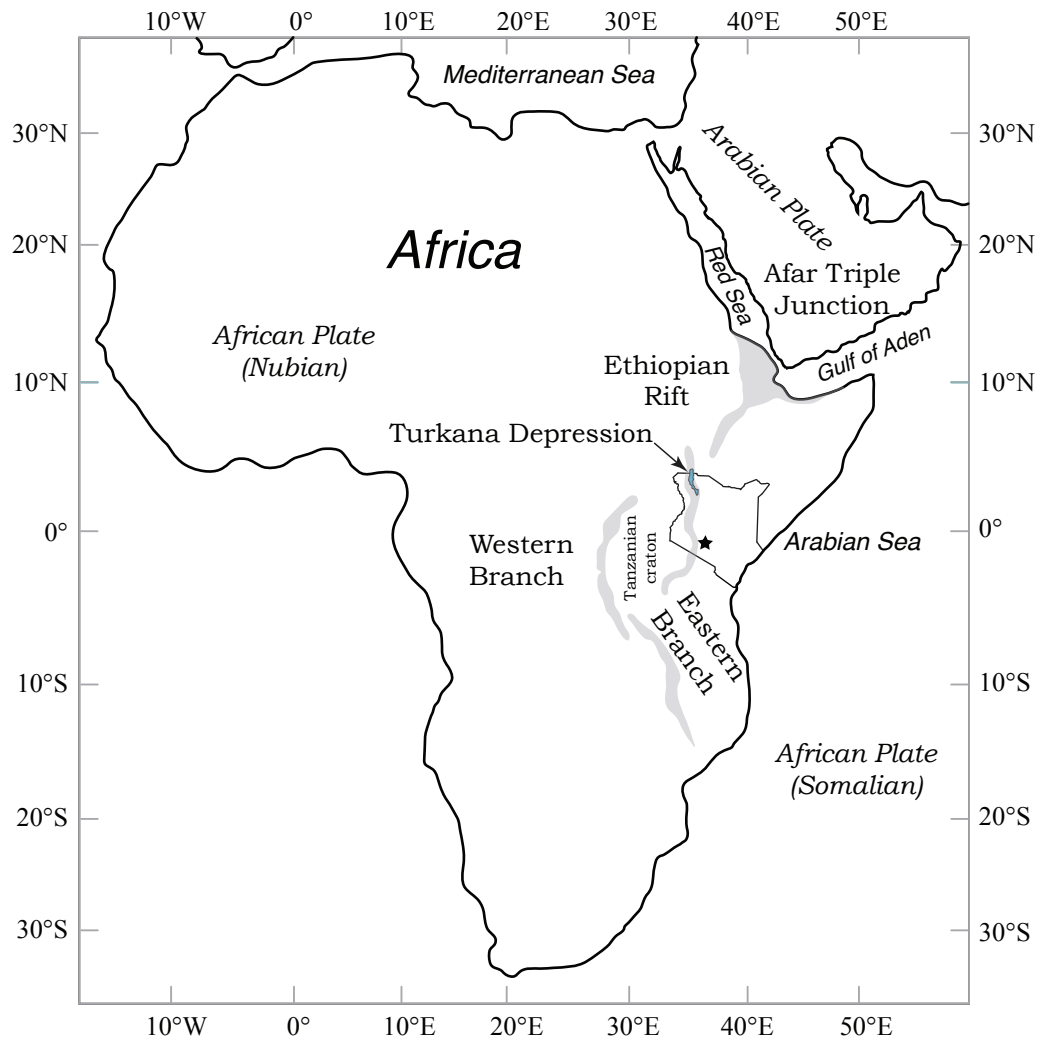 10°W 0° 10°E 20°E 30°E 40°E 50°E
Mediterranean Sea
30°N 30°N
Arabian Plate
20°N 20°N
Africa
Red Sea
Afar Triple
Junction
African Plate
(Nubian)
Gulf of Aden
Ethiopian
Rift
10°N 10°N
Turkana Depression
0° 0°
Western
Branch
Tanzanian
craton
Arabian Sea
Eastern
Branch
10°S 10°S
African Plate
(Somalian)
20°S 20°S
30°S 30°S
10°W 0° 10°E 20°E 30°E 40°E 50°E